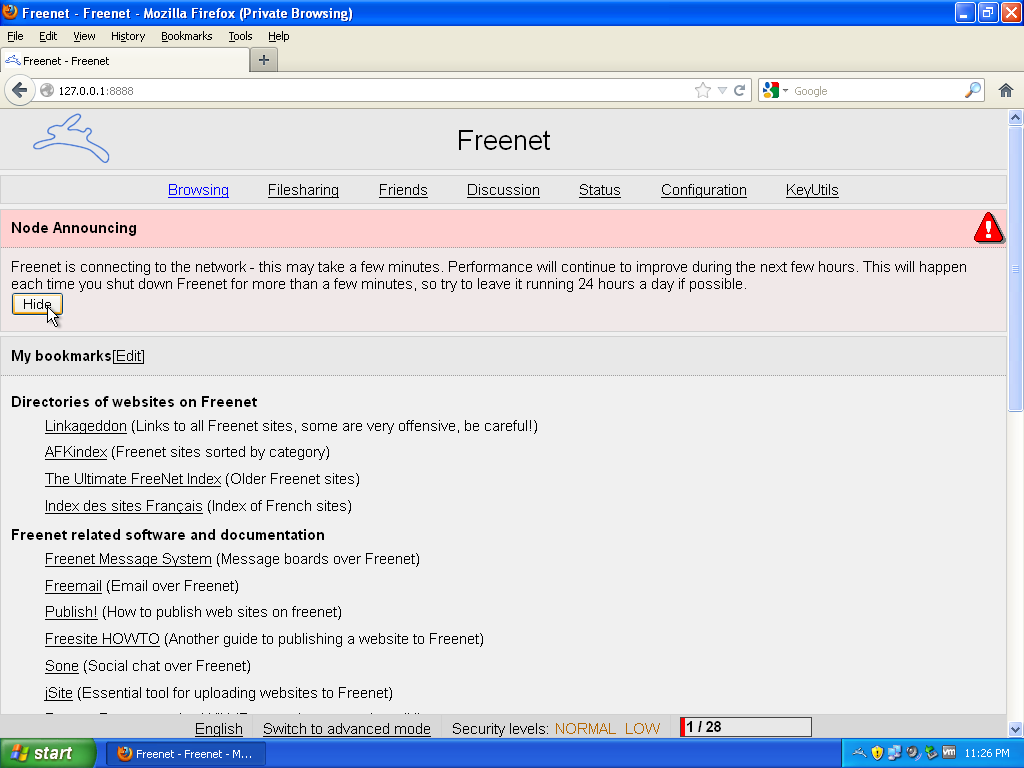 Freenet - Freenet - Mozilla Firefox (Private Browsing)
File Edit View History Bookmarks Tools Help
Freenet - Freenet
127.0.0.1:8888
Google
Freenet
Browsing Filesharing Friends Discussion Status Configuration KeyUtils
Node Announcing
Freenet is connecting to the network - this may take a few minutes. Performance will continue to improve during the next few hours. This will happen
each time you shut down Freenet for more than a few minutes, so try to leave it running 24 hours a day if possible.
Hide
My bookmarks[Edit]
Directories of websites on Freenet
Linkageddon (Links to all Freenet sites, some are very offensive, be careful!)
AFKindex (Freenet sites sorted by category)
The Ultimate FreeNet Index (Older Freenet sites)
Index des sites Français (Index of French sites)
Freenet related software and documentation
Freenet Message System (Message boards over Freenet)
Freemail (Email over Freenet)
Publish! (How to publish web sites on freenet)
Freesite HOWTO (Another guide to publishing a website to Freenet)
Sone (Social chat over Freenet)
jSite (Essential tool for uploading websites to Freenet)
English Switch to advanced mode Security levels: NORMAL LOW 1 / 28
start Freenet - Freenet - M... vm 11:26 PM